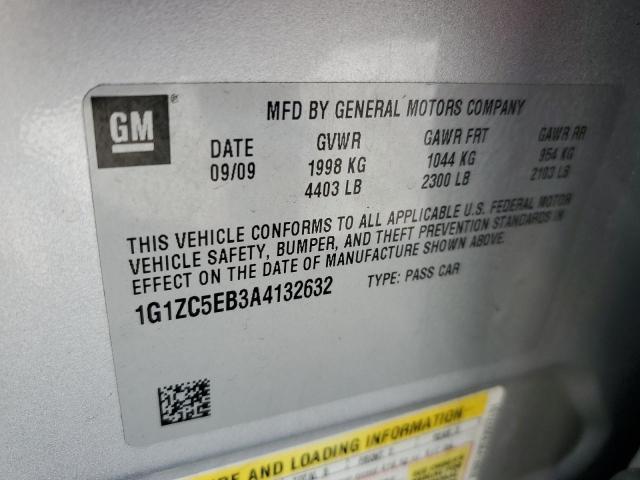 GM ®
MFD BY GENERAL MOTORS COMPANY
DATE GVWR GAWR FRT GAWR RR
09/09 1998 KG 1044 KG 954 KG
4403 LB 2300 LB 2103 LB
THIS VEHICLE CONFORMS TO ALL APPLICABLE U.S. FEDERAL MOTOR
VEHICLE SAFETY, BUMPER, AND THEFT PREVENTION STANDARDS IN
EFFECT ON THE DATE OF MANUFACTURE SHOWN ABOVE.
1G1ZC5EB3A4132632 TYPE: PASS CAR
AND LOADING INFORMATION